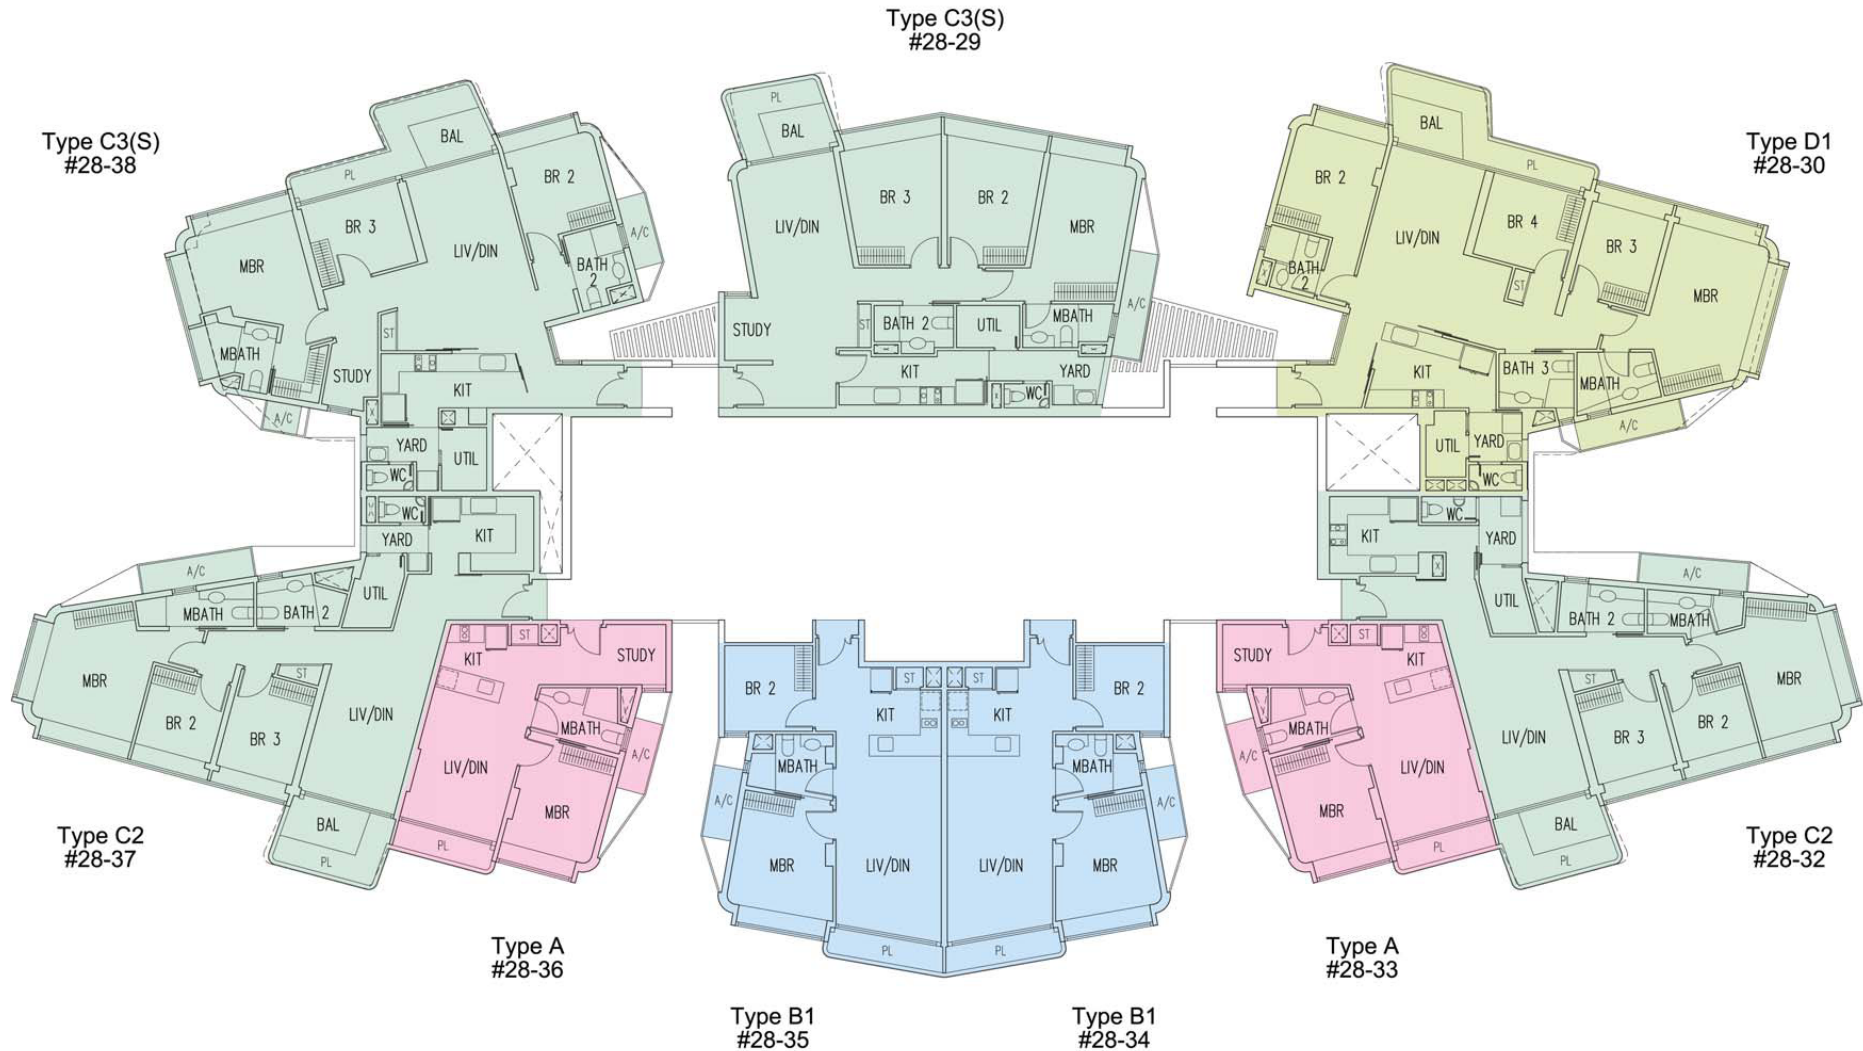 Type C3(S)
#28-29
Type C3(S)
#28-38
Type D1
#28-30
BAL
PL
BR 2
BR 3
LIV/DIN
MBR
A/C
BATH
2
ST
MBATH
STUDY
KIT
A/C
YARD
UTIL
WC
PL
BAL
LIV/DIN
BR 3
BR 2
MBR
A/C
STUDY
ST
BATH 2
UTIL
MBATH
KIT
YARD
WC
BAL
PL
BR 2
LIV/DIN
BR 4
BR 3
MBR
BATH
2
ST
KIT
BATH 3
MBATH
A/C
UTIL
YARD
WC
WC
KIT
YARD
A/C
UTIL
MBATH
BATH 2
ST
MBR
BR 2
BR 3
LIV/DIN
BAL
PL
ST
KIT
STUDY
MBATH
A/C
LIV/DIN
MBR
PL
BR 2
ST
KIT
MBATH
A/C
MBR
LIV/DIN
PL
ST
BR 2
KIT
MBATH
A/C
LIV/DIN
MBR
PL
STUDY
ST
KIT
MBATH
A/C
LIV/DIN
MBR
PL
WC
KIT
YARD
A/C
UTIL
BATH 2
MBATH
ST
MBR
BR 2
BR 3
LIV/DIN
BAL
PL
Type C2
#28-37
Type C2
#28-32
Type A
#28-36
Type A
#28-33
Type B1
#28-35
Type B1
#28-34